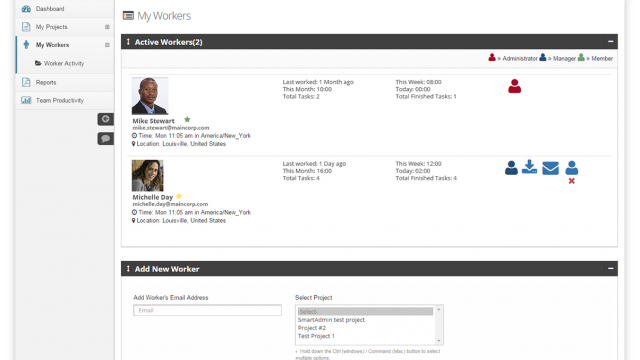 Dashboard
My Projects
My Workers
Worker Activity
Reports
Team Productivity
My Workers
Active Workers(2)
» Administrator » Manager » Member
Last worked: 1 Month ago
This Month: 10:00
Total Tasks: 2
This Week: 08:00
Today: 00:00
Total Finished Tasks: 1
Mike Stewart
mike.stewart@maincorp.com
Time: Mon 11:05 am in America/New_York
Location: Louisville, United States
Last worked: 1 Day ago
This Month: 16:00
Total Tasks: 4
This Week: 12:00
Today: 02:00
Total Finished Tasks: 4
Michelle Day
michelle.day@maincorp.com
Time: Mon 11:05 am in America/New_York
Location: Louisville, United States
Add New Worker
Add Worker's Email Address
Email
Select Project
Select
SmartAdmin test project
Project #2
Test Project 1
Hold down the Ctrl (windows) / Command (Mac) button to select
multiple options.